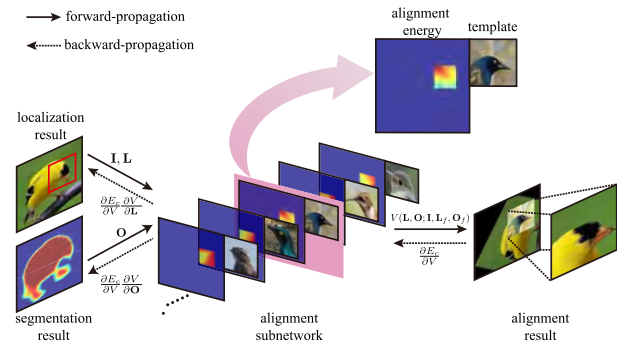 forward-propagation
backward-propagation
alignment
energy
template
localization
result
I, L
∂E_r/∂V ∂V/∂L
O
∂E_c/∂V ∂V/∂O
V(L, O; I, L_f, O_f)
∂E_c/∂V
segmentation
result
alignment
subnetwork
alignment
result